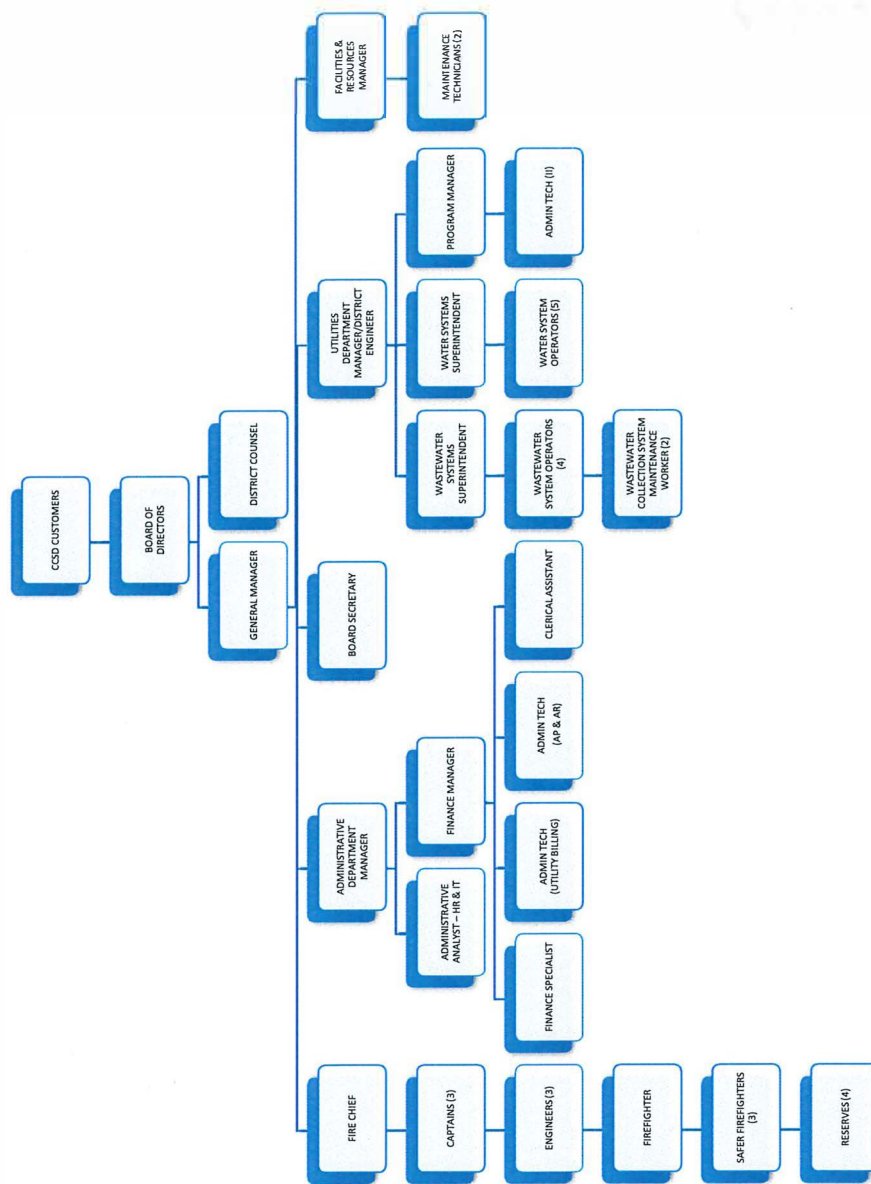 CCSD CUSTOMERS
BOARD OF
DIRECTORS
GENERAL MANAGER
DISTRICT COUNSEL
FIRE CHIEF
ADMINISTRATIVE
DEPARTMENT
MANAGER
BOARD SECRETARY
UTILITIES
DEPARTMENT
MANAGER/DISTRICT
ENGINEER
FACILITIES &
RESOURCES
MANAGER
CAPTAINS (3)
ADMINISTRATIVE
ANALYST – HR & IT
FINANCE MANAGER
WASTEWATER
SYSTEMS
SUPERINTENDENT
WATER SYSTEMS
SUPERINTENDENT
PROGRAM MANAGER
MAINTENANCE
TECHNICIANS (2)
ENGINEERS (3)
FINANCE SPECIALIST
ADMIN TECH
(UTILITY BILLING)
ADMIN TECH
(AP & AR)
CLERICAL ASSISTANT
WASTEWATER
SYSTEM OPERATORS
(4)
WATER SYSTEM
OPERATORS (5)
ADMIN TECH (II)
FIREFIGHTER
WASTEWATER
COLLECTION SYSTEM
MAINTENANCE
WORKER (2)
SAFER FIREFIGHTERS
(3)
RESERVES (4)